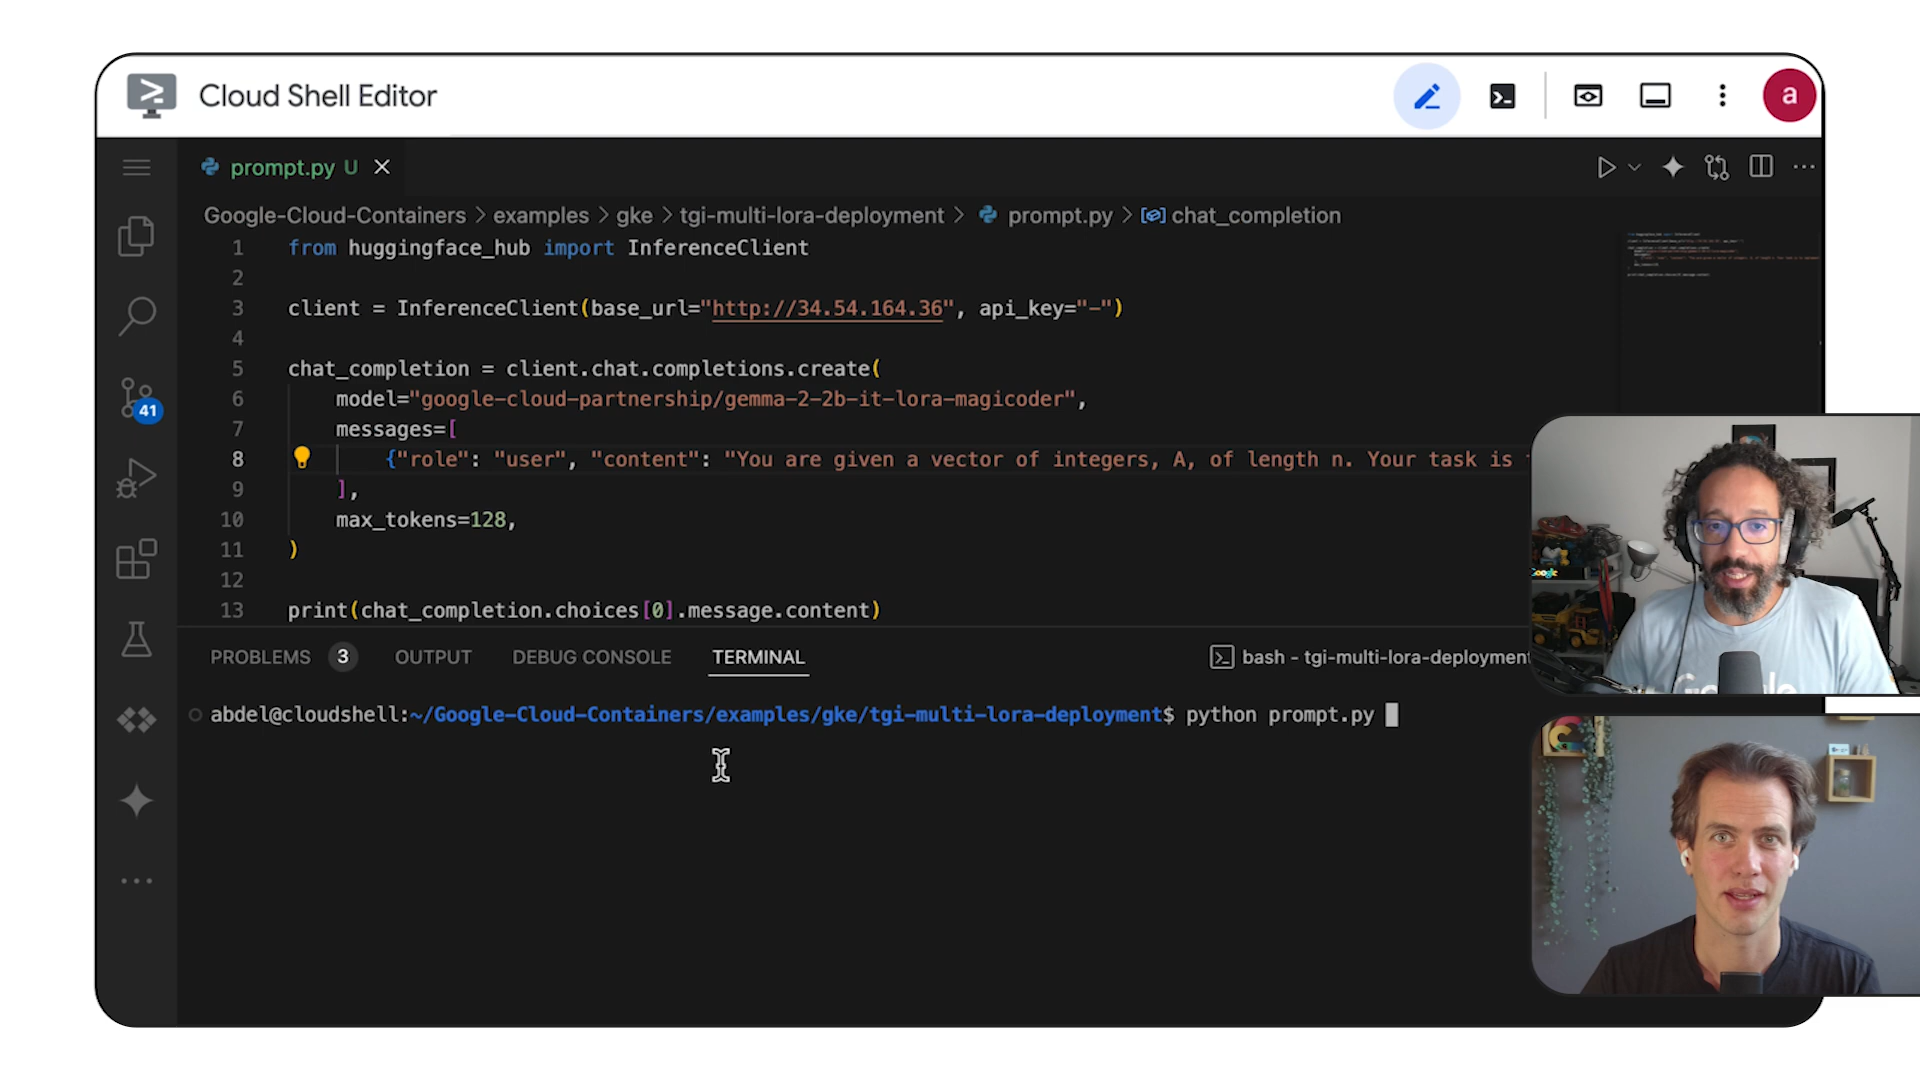 Cloud Shell Editor
a
prompt.py U
Google-Cloud-Containers > examples > gke > tgi-multi-lora-deployment > prompt.py > chat_completion
1 from huggingface_hub import InferenceClient
2
3 client = InferenceClient(base_url="http://34.54.164.36", api_key="-")
4
5 chat_completion = client.chat.completions.create(
6 model="google-cloud-partnership/gemma-2-2b-it-lora-magicoder",
7 messages=[
8 {"role": "user", "content": "You are given a vector of integers, A, of length n. Your task is
9 ],
10 max_tokens=128,
11 )
12
13 print(chat_completion.choices[0].message.content)
41
PROBLEMS 3 OUTPUT DEBUG CONSOLE TERMINAL
bash - tgi-multi-lora-deployment
abdel@cloudshell:~/Google-Cloud-Containers/examples/gke/tgi-multi-lora-deployment$ python prompt.py
Google
Google